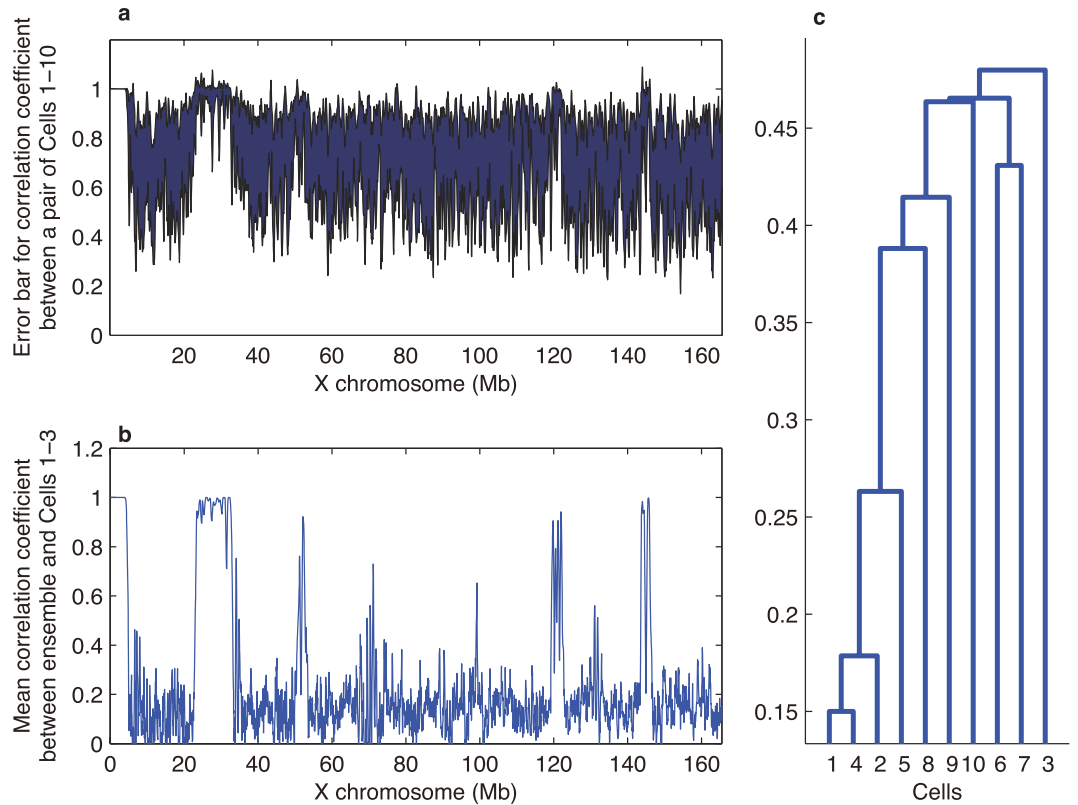 a
Error bar for correlation coefficient
between a pair of Cells 1–10
1
0.8
0.6
0.4
0.2
0
20 40 60 80 100 120 140 160
X chromosome (Mb)
b
Mean correlation coefficient
between ensemble and Cells 1–3
1.2
1
0.8
0.6
0.4
0.2
0
0 20 40 60 80 100 120 140 160
X chromosome (Mb)
c
0.45
0.4
0.35
0.3
0.25
0.2
0.15
1 4 2 5 8 9 10 6 7 3
Cells